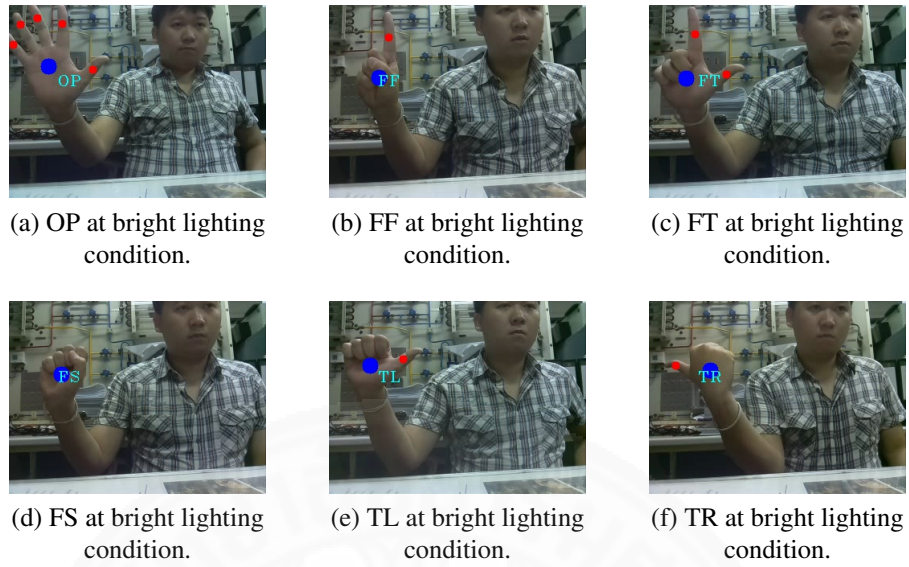 OP
FF
FT
(a) OP at bright lighting
condition.
(b) FF at bright lighting
condition.
(c) FT at bright lighting
condition.
FS
TL
TR
(d) FS at bright lighting
condition.
(e) TL at bright lighting
condition.
(f) TR at bright lighting
condition.